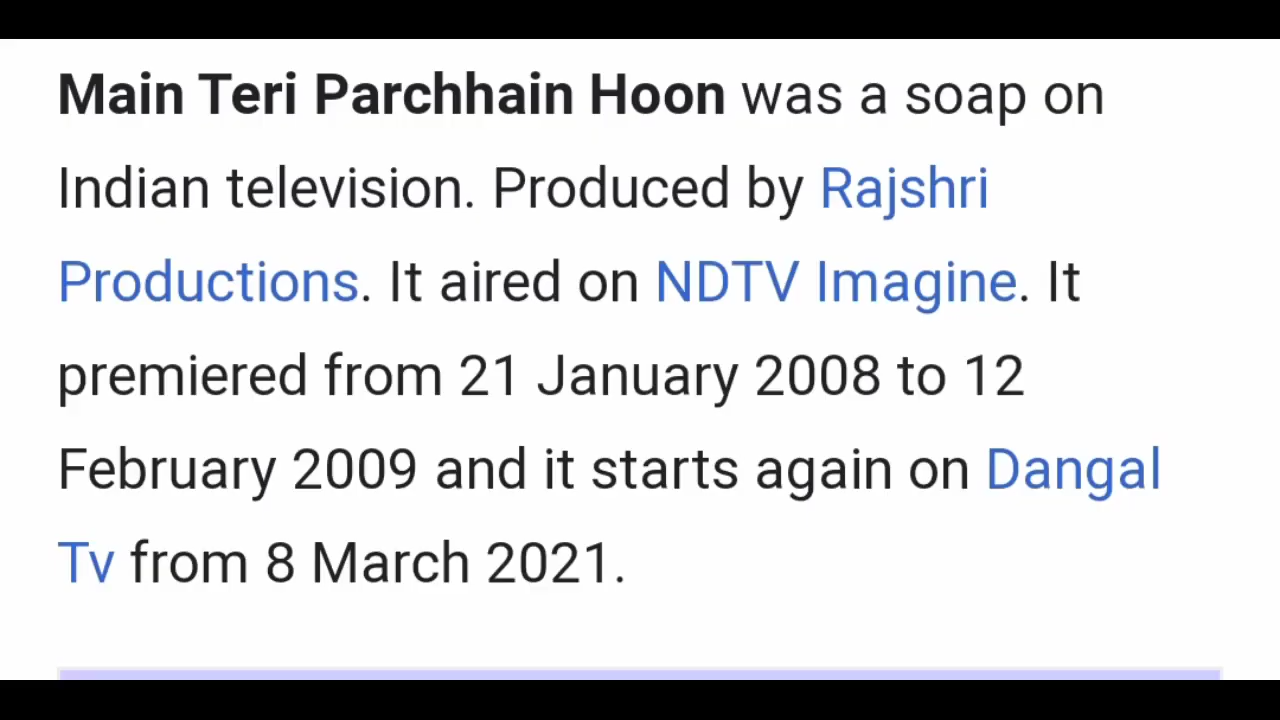 Main Teri Parchhain Hoon was a soap on
Indian television. Produced by Rajshri
Productions. It aired on NDTV Imagine. It
premiered from 21 January 2008 to 12
February 2009 and it starts again on Dangal
Tv from 8 March 2021.